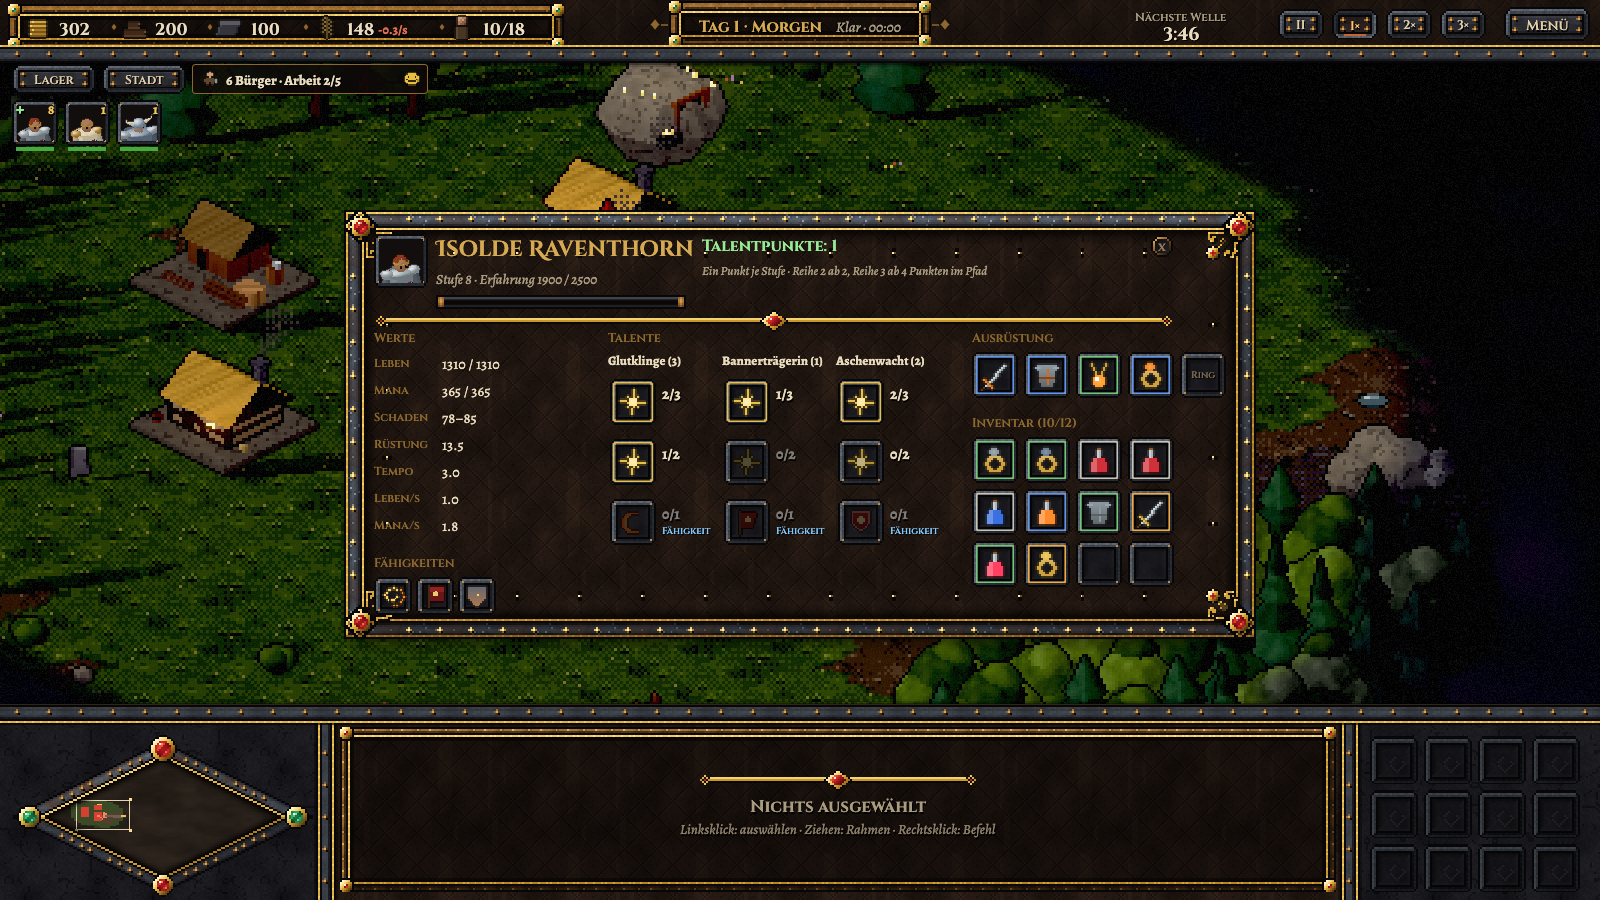 302 200 100 148 -0.3/s 10/18
Tag 1 · Morgen Klar · 00:00
Nächste Welle
3:46
II 1× 2× 3× Menü
Lager Stadt 6 Bürger · Arbeit 2/5
8 1 1
Isolde Raventhorn Talentpunkte: 1
Stufe 8 · Erfahrung 1900 / 2500
Ein Punkt je Stufe · Reihe 2 ab 2, Reihe 3 ab 4 Punkten im Pfad
X
Werte
Leben 1310 / 1310
Mana 365 / 365
Schaden 78–85
Rüstung 13.5
Tempo 3.0
Leben/s 1.0
Mana/s 1.8
Fähigkeiten
Talente
Glutklinge (3) Bannerträgerin (1) Aschenwacht (2)
2/3 1/3 2/3
1/2 0/2 0/2
0/1 0/1 0/1
Fähigkeit Fähigkeit Fähigkeit
Ausrüstung
Ring
Inventar (10/12)
Nichts ausgewählt
Linksklick: auswählen · Ziehen: Rahmen · Rechtsklick: Befehl